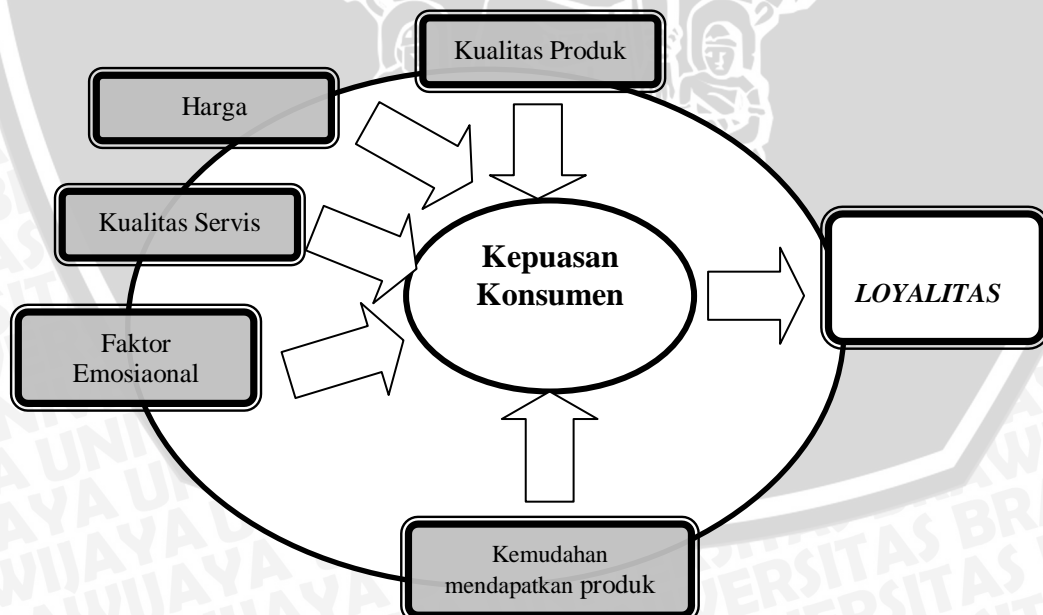 Kualitas Produk
Harga
Kualitas Servis
Kepuasan
Konsumen
LOYALITAS
Faktor
Emosiaonal
Kemudahan
mendapatkan produk